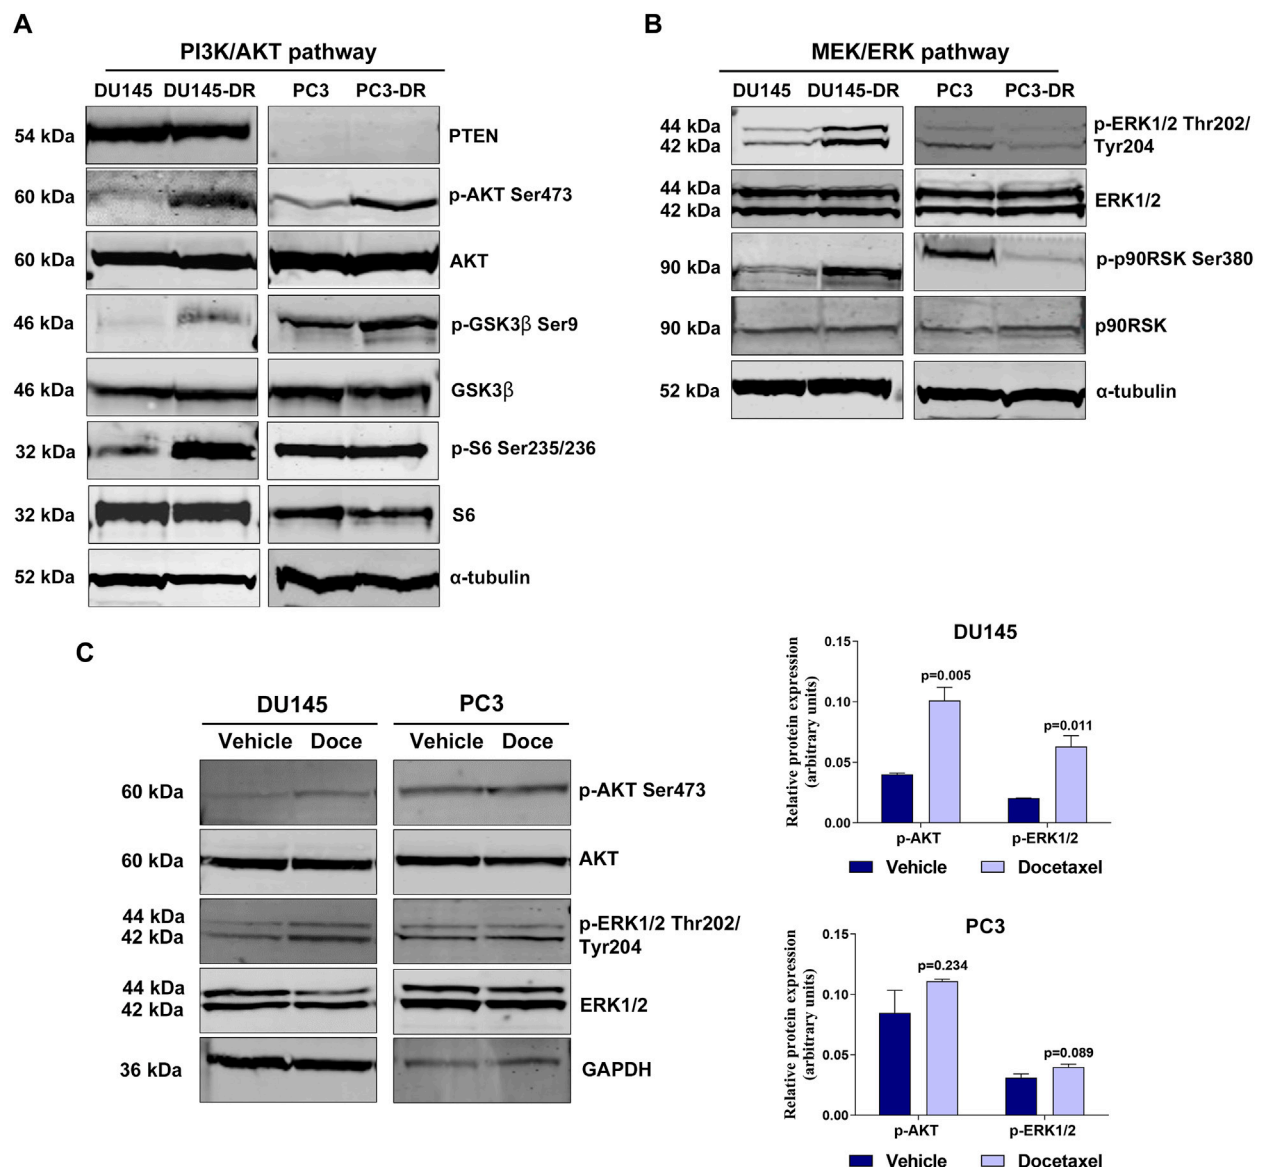 A
PI3K/AKT pathway
DU145 DU145-DR PC3 PC3-DR
54 kDa PTEN
60 kDa p-AKT Ser473
60 kDa AKT
46 kDa p-GSK3β Ser9
46 kDa GSK3β
32 kDa p-S6 Ser235/236
32 kDa S6
52 kDa α-tubulin
B
MEK/ERK pathway
DU145 DU145-DR PC3 PC3-DR
44 kDa p-ERK1/2 Thr202/
42 kDa Tyr204
44 kDa
42 kDa ERK1/2
90 kDa p-p90RSK Ser380
90 kDa p90RSK
52 kDa α-tubulin
C
DU145 PC3
Vehicle Doce Vehicle Doce
60 kDa p-AKT Ser473
60 kDa AKT
44 kDa p-ERK1/2 Thr202/
42 kDa Tyr204
44 kDa
42 kDa ERK1/2
36 kDa GAPDH
DU145
Relative protein expression
(arbitrary units)
0.15
0.10
0.05
0.00
p=0.005
p=0.011
p-AKT p-ERK1/2
Vehicle Docetaxel
PC3
Relative protein expression
(arbitrary units)
0.15
0.10
0.05
0.00
p=0.234
p=0.089
p-AKT p-ERK1/2
Vehicle Docetaxel